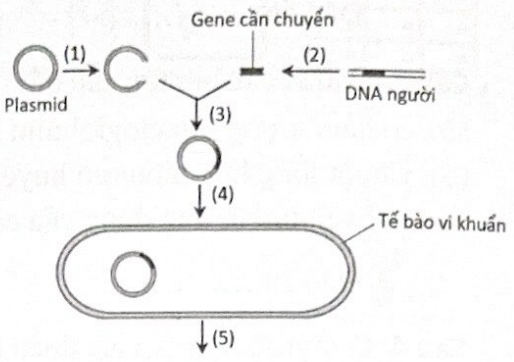 Gene cần chuyển
(1)
(2)
Plasmid
DNA người
(3)
(4)
Tế bào vi khuẩn
(5)